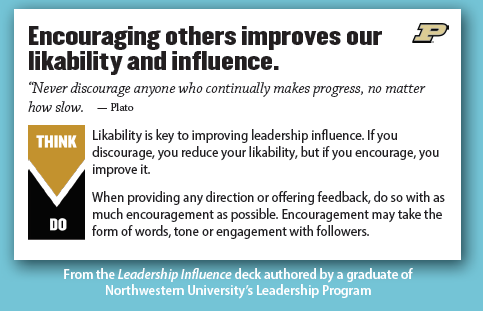 Encouraging others improves our
likability and influence.
P
“Never discourage anyone who continually makes progress, no matter
how slow. — Plato
THINK
Likability is key to improving leadership influence. If you
discourage, you reduce your likability, but if you encourage, you
improve it.
DO
When providing any direction or offering feedback, do so with as
much encouragement as possible. Encouragement may take the
form of words, tone or engagement with followers.
From the Leadership Influence deck authored by a graduate of
Northwestern University’s Leadership Program